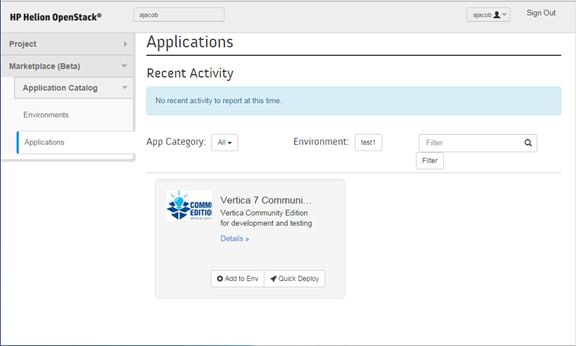 HP Helion OpenStack®
ajacob
ajacob
Sign Out
Project
Marketplace (Beta)
Application Catalog
Environments
Applications
Applications
Recent Activity
No recent activity to report at this time.
App Category: All
Environment: test1
Filter
Filter
COMM
EDITION
Vertica 7 Communi...
Vertica Community Edition
for development and testing
Details »
Add to Env
Quick Deploy